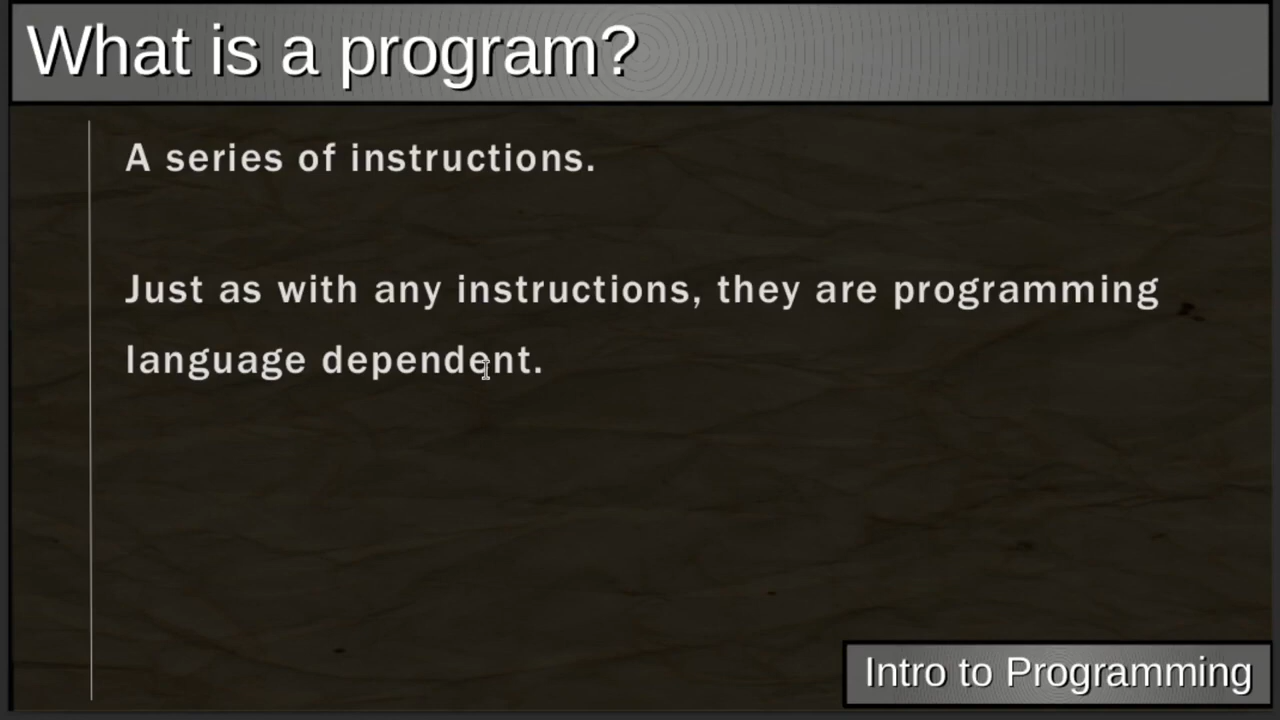 What is a program?
A series of instructions.
Just as with any instructions, they are programming
language dependent.
Intro to Programming